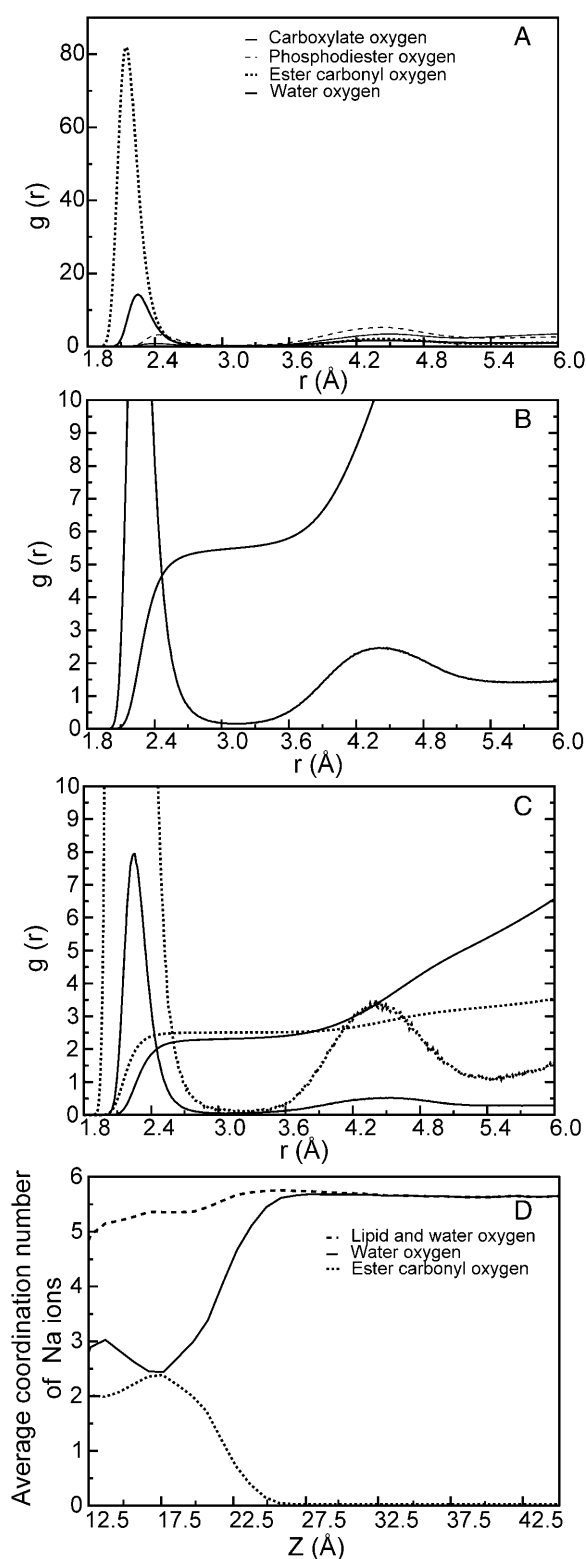 A
Carboxylate oxygen
Phosphodiester oxygen
Ester carbonyl oxygen
Water oxygen
80
60
40
20
0
g (r)
1.8 2.4 3.0 3.6 4.2 4.8 5.4 6.0
r (Å)
B
10
9
8
7
6
5
4
3
2
1
0
g (r)
1.8 2.4 3.0 3.6 4.2 4.8 5.4 6.0
r (Å)
C
10
9
8
7
6
5
4
3
2
1
0
g (r)
1.8 2.4 3.0 3.6 4.2 4.8 5.4 6.0
r (Å)
D
Lipid and water oxygen
Water oxygen
Ester carbonyl oxygen
6
5
4
3
2
1
0
Average coordination number
of Na ions
12.5 17.5 22.5 27.5 32.5 37.5 42.5
Z (Å)